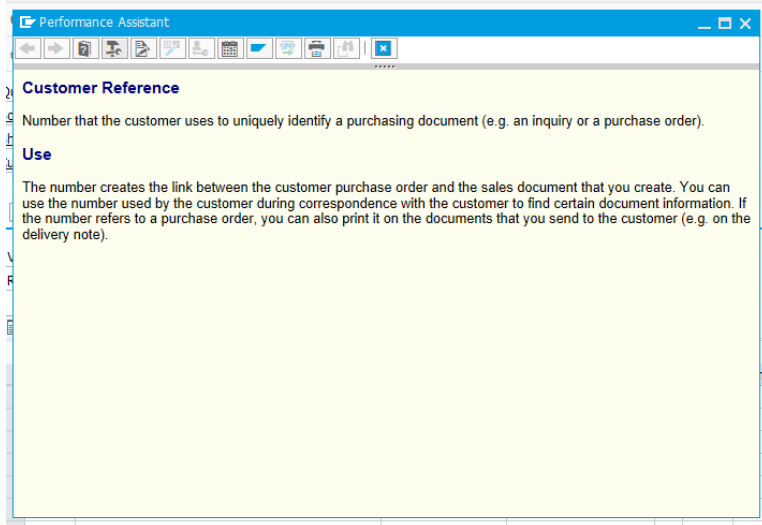 Performance Assistant
Customer Reference
Number that the customer uses to uniquely identify a purchasing document (e.g. an inquiry or a purchase order).
Use
The number creates the link between the customer purchase order and the sales document that you create. You can
use the number used by the customer during correspondence with the customer to find certain document information. If
the number refers to a purchase order, you can also print it on the documents that you send to the customer (e.g. on the
delivery note).